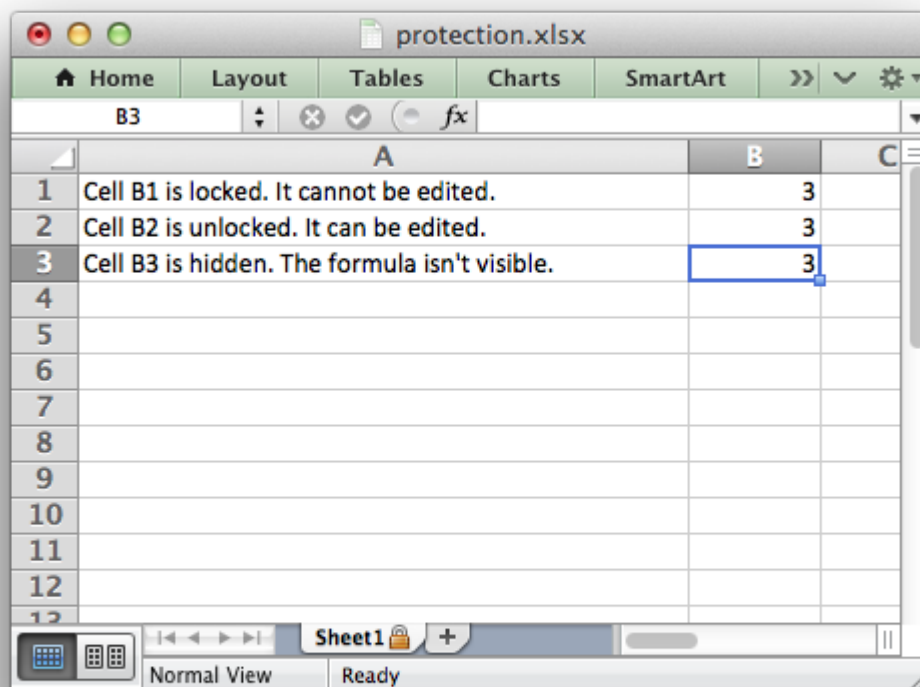 protection.xlsx
Home Layout Tables Charts SmartArt
B3 fx
A B C
1 Cell B1 is locked. It cannot be edited. 3
2 Cell B2 is unlocked. It can be edited. 3
3 Cell B3 is hidden. The formula isn't visible. 3
4
5
6
7
8
9
10
11
12
13
Sheet1 +
Normal View Ready